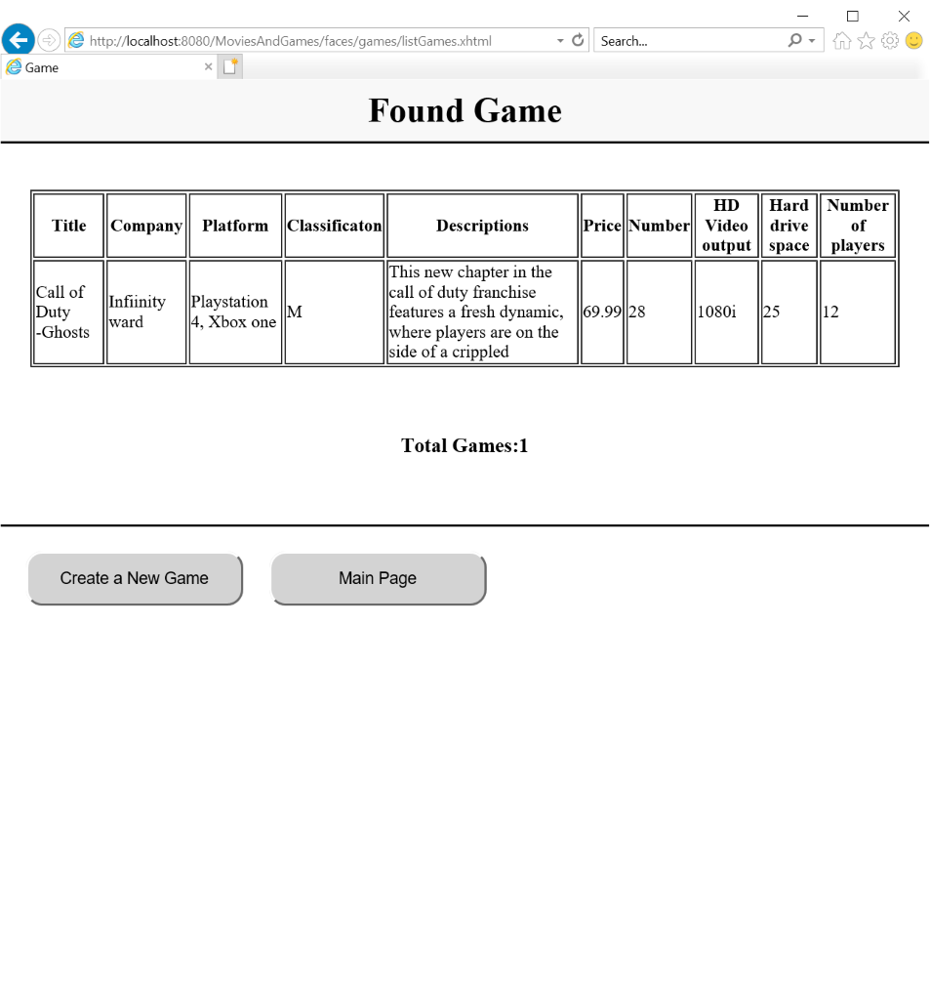 http://localhost:8080/MoviesAndGames/faces/games/listGames.xhtml
Search...
Game
Found Game
Title
Company
Platform
Classificaton
Descriptions
Price
Number
HD
Video
output
Hard
drive
space
Number
of
players
Call of
Duty
-Ghosts
Infiinity
ward
Playstation
4, Xbox one
M
This new chapter in the
call of duty franchise
features a fresh dynamic,
where players are on the
side of a crippled
69.99
28
1080i
25
12
Total Games:1
Create a New Game
Main Page